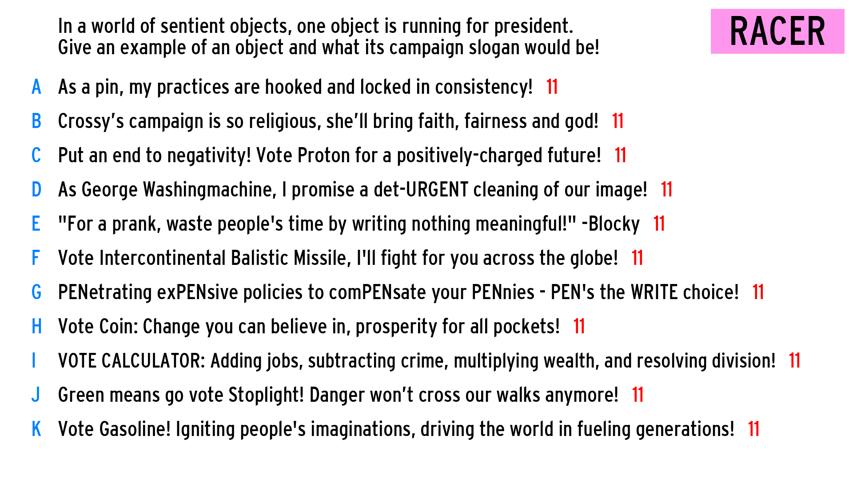 In a world of sentient objects, one object is running for president.
Give an example of an object and what its campaign slogan would be!
RACER
A As a pin, my practices are hooked and locked in consistency! 11
B Crossy's campaign is so religious, she'll bring faith, fairness and god! 11
C Put an end to negativity! Vote Proton for a positively-charged future! 11
D As George Washingmachine, I promise a det-URGENT cleaning of our image! 11
E "For a prank, waste people's time by writing nothing meaningful!" -Blocky 11
F Vote Intercontinental Balistic Missile, I'll fight for you across the globe! 11
G PENetrating exPENsive policies to comPENsate your PENnies - PEN's the WRITE choice! 11
H Vote Coin: Change you can believe in, prosperity for all pockets! 11
I VOTE CALCULATOR: Adding jobs, subtracting crime, multiplying wealth, and resolving division! 11
J Green means go vote Stoplight! Danger won't cross our walks anymore! 11
K Vote Gasoline! Igniting people's imaginations, driving the world in fueling generations! 11